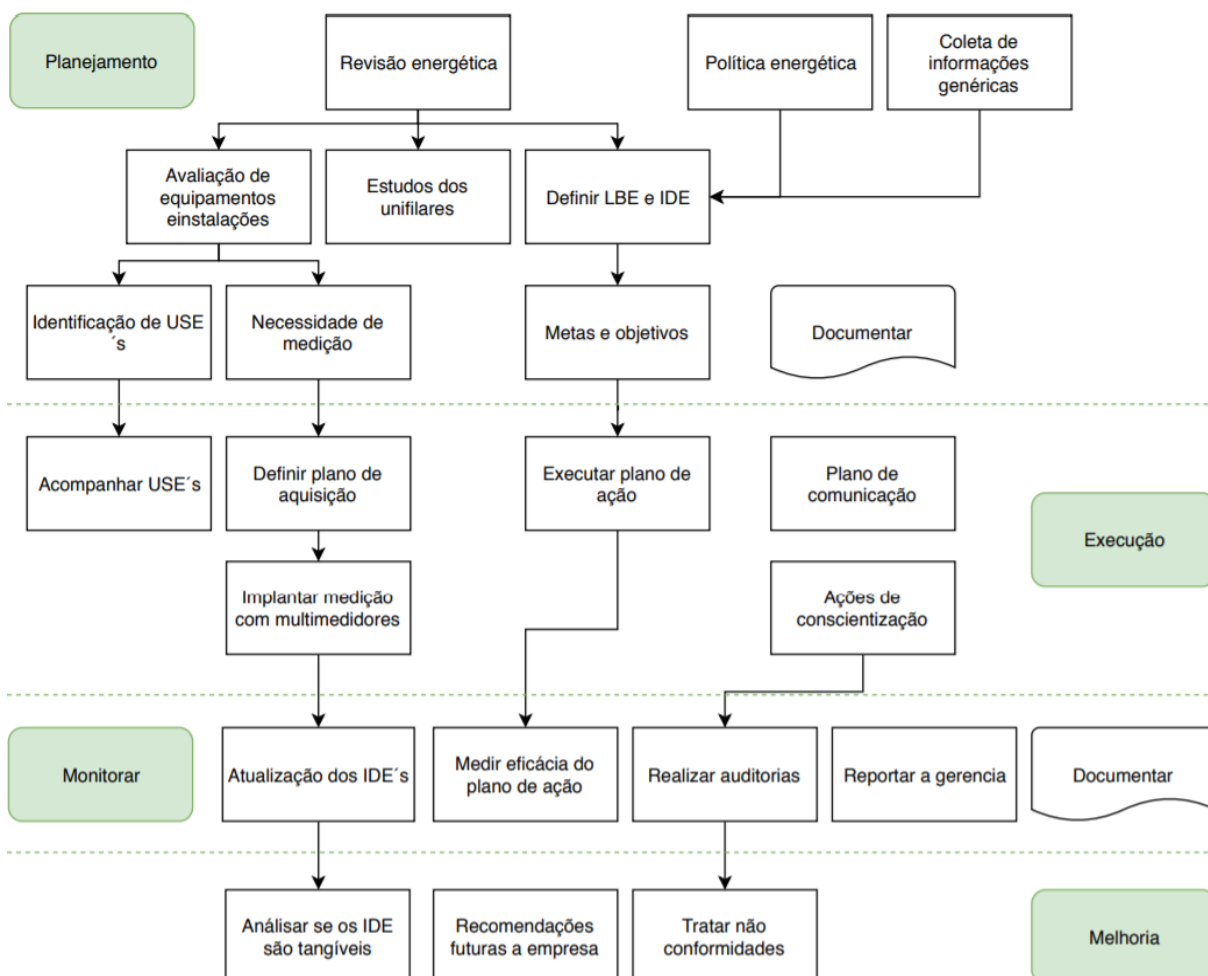 Planejamento
Revisão energética
Política energética
Coleta de
informações
genéricas
Avaliação de
equipamentos
einstalações
Estudos dos
unifilares
Definir LBE e IDE
Identificação de USE
´s
Necessidade de
medição
Metas e objetivos
Documentar
Acompanhar USE´s
Definir plano de
aquisição
Executar plano de
ação
Plano de
comunicação
Execução
Implantar medição
com multimedidores
Ações de
conscientização
Monitorar
Atualização dos IDE´s
Medir eficácia do
plano de ação
Realizar auditorias
Reportar a gerencia
Documentar
Análisar se os IDE
são tangíveis
Recomendações
futuras a empresa
Tratar não
conformidades
Melhoria